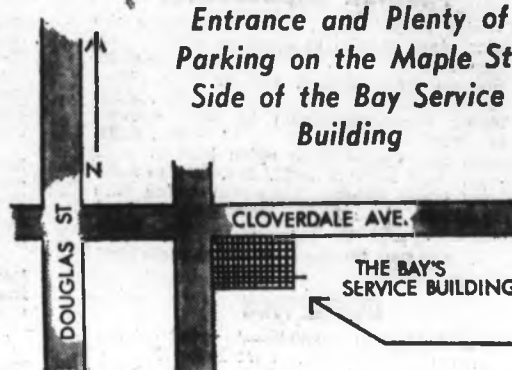 Entrance and Plenty of
Parking on the Maple St
Side of the Bay Service
Building
N
DOUGLAS ST
CLOVERDALE AVE.
THE BAY'S
SERVICE BUILDING